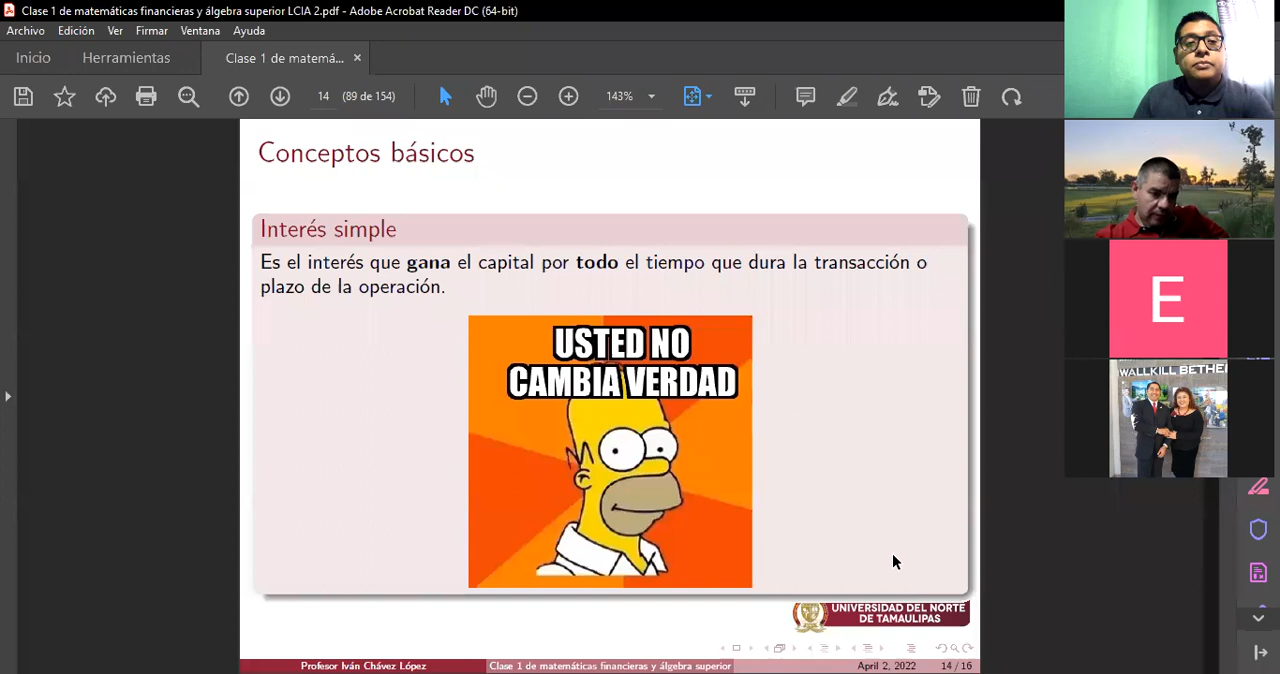 Clase 1 de matemáticas financieras y álgebra superior LCIA 2.pdf - Adobe Acrobat Reader DC (64-bit)
Archivo Edición Ver Firmar Ventana Ayuda
Inicio Herramientas Clase 1 de matemá... ×
14 (89 de 154) 143%
Conceptos básicos
Interés simple
Es el interés que gana el capital por todo el tiempo que dura la transacción o
plazo de la operación.
USTED NO
CAMBIA VERDAD
UNIVERSIDAD DEL NORTE
DE TAMAULIPAS
Profesor Iván Chávez López Clase 1 de matemáticas financieras y álgebra superior April 2, 2022 14 / 16
E
WALLKILL BETHEL